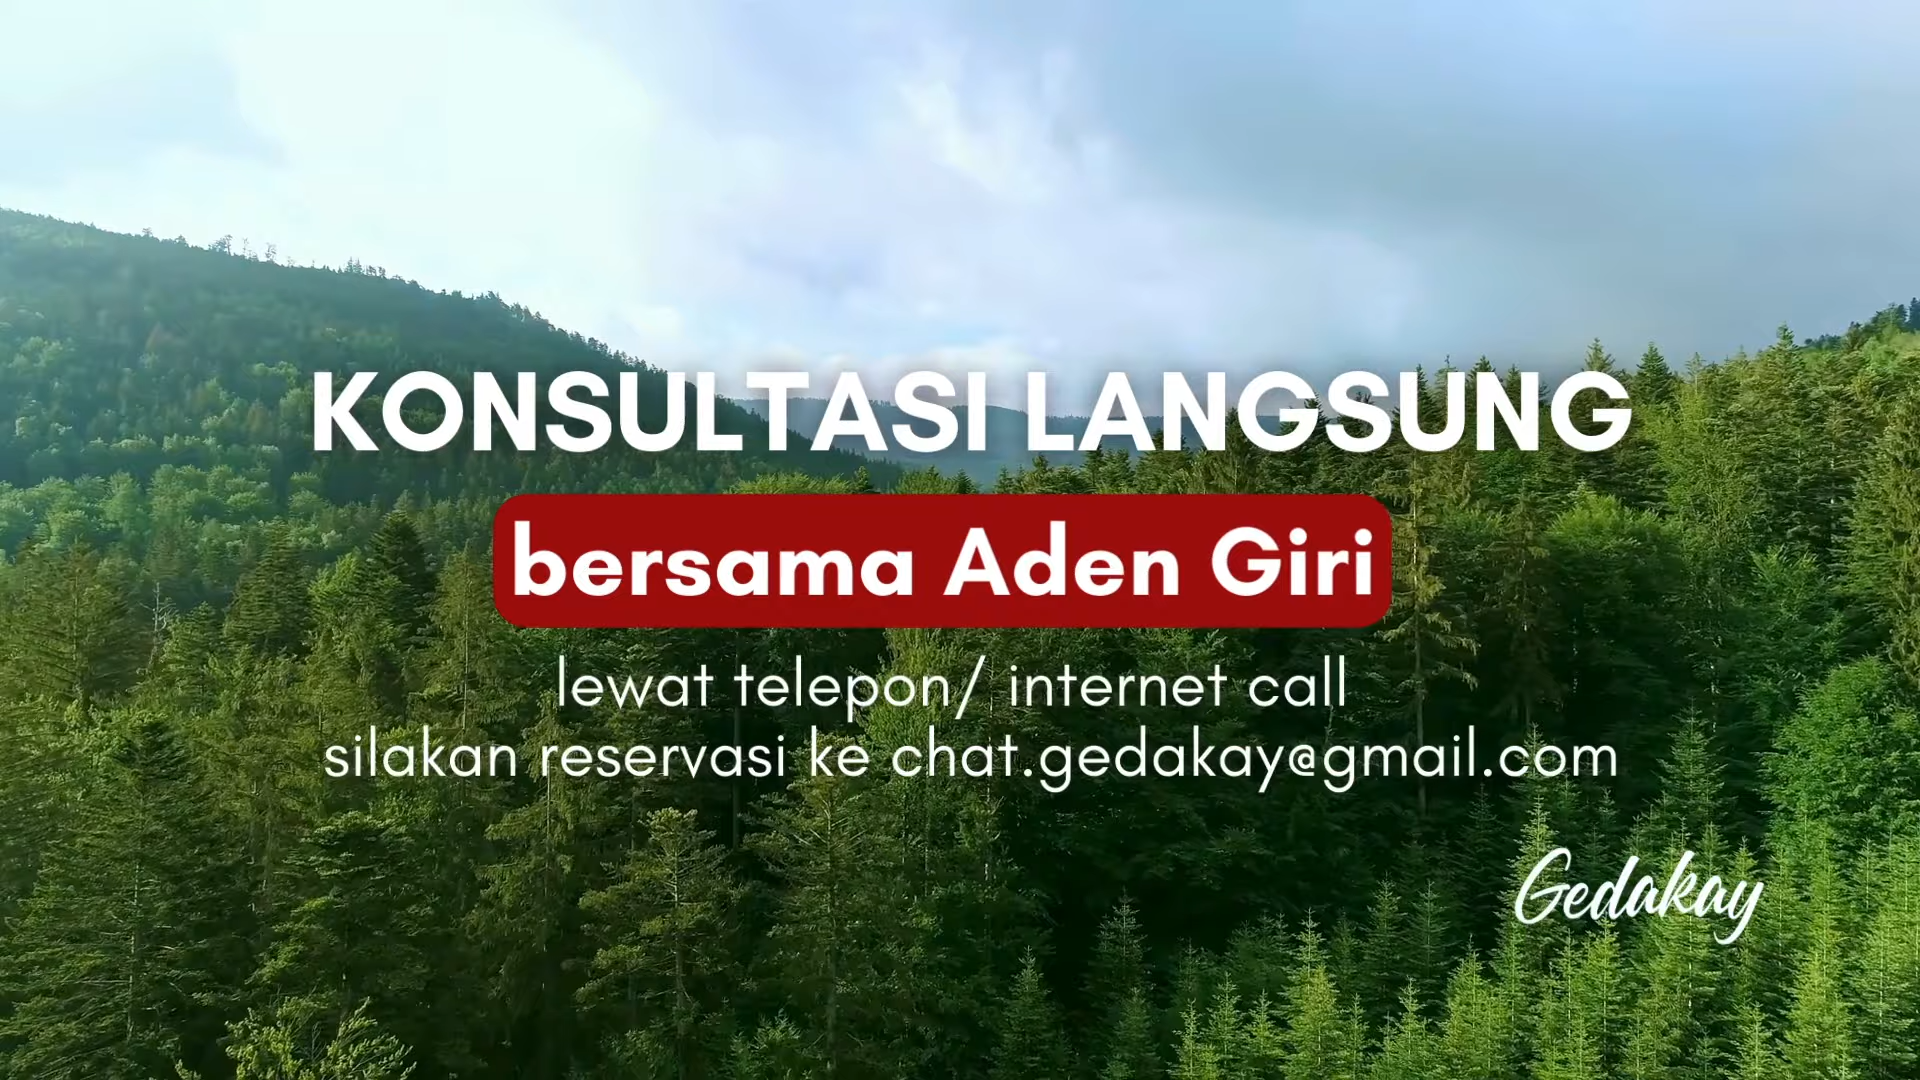 KONSULTASI LANGSUNG
bersama Aden Giri
lewat telepon/ internet call
silakan reservasi ke chat.gedakay@gmail.com
Gedakay